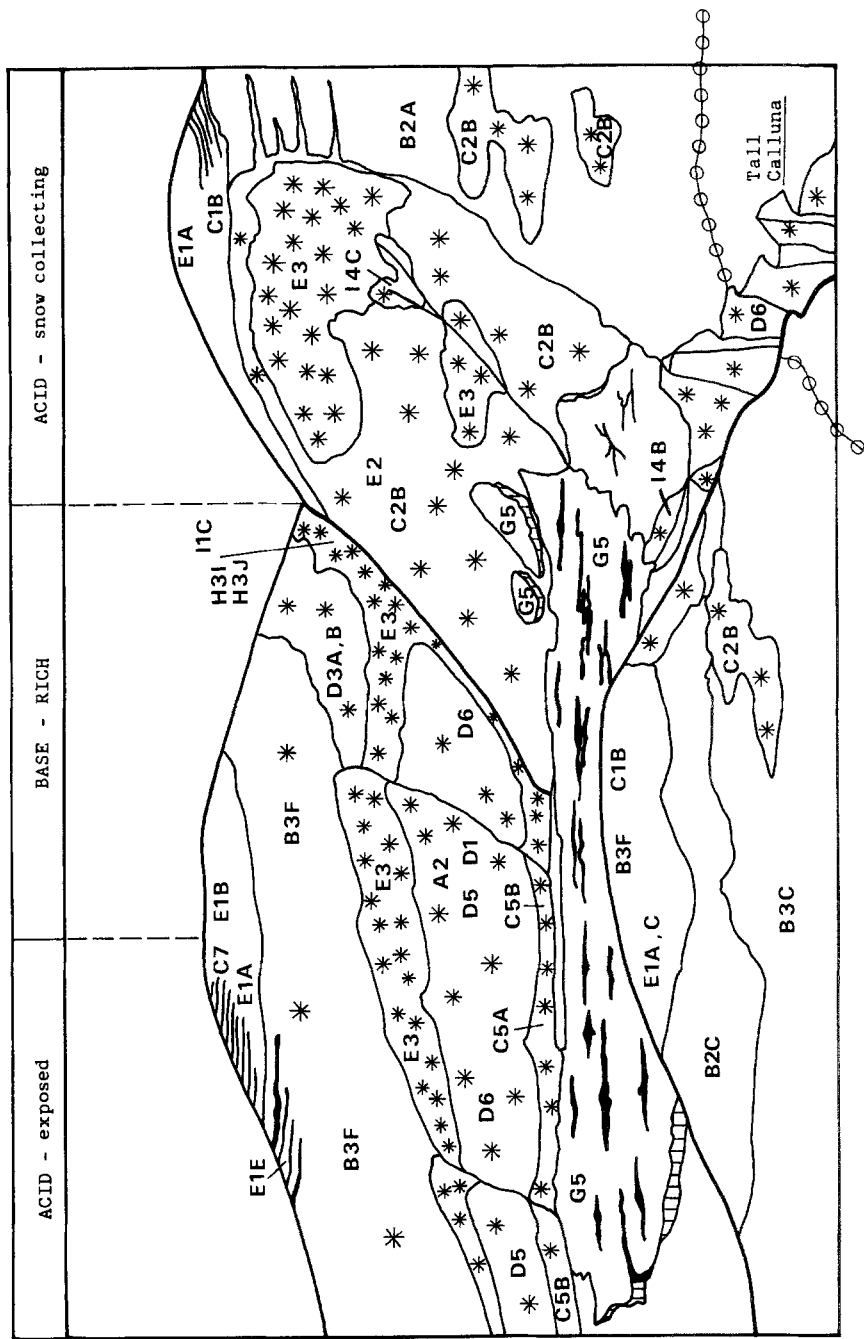 ACID - exposed
BASE - RICH
ACID - snow collecting
E1A
C1B
I1C
H3I
H3J
C7
E1B
E1A
E1E
B3F
B3F
D3A,B
E3
E3
E3
E3
I4C
E2
C2B
B2A
A2
D1
D5
D6
D6
E3
C2B
C2B
D5
C5A
C5B
C5B
G5
G5
C2B
G5
G5
I4B
B3F
C1B
E1A,C
D6
Tall
Calluna
B2C
C2B
B3C